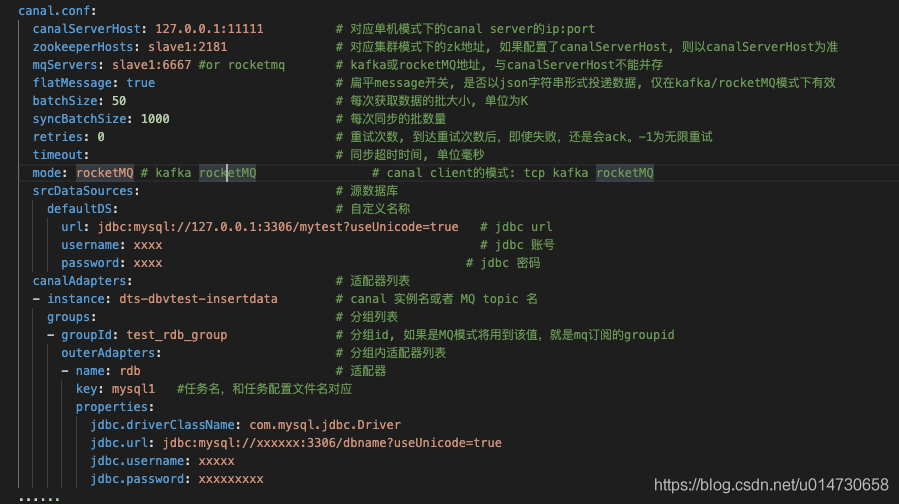 canal.conf:
canalServerHost: 127.0.0.1:11111 # 对应单机模式下的canal server的ip:port
zookeeperHosts: slave1:2181 # 对应集群模式下的zk地址, 如果配置了canalServerHost, 则以canalServerHost为准
mqServers: slave1:6667 #or rocketmq # kafka或rocketMQ地址, 与canalServerHost不能并存
flatMessage: true # 扁平message开关, 是否以json字符串形式投递数据, 仅在kafka/rocketMQ模式下有效
batchSize: 50 # 每次获取数据的批大小, 单位为K
syncBatchSize: 1000 # 每次同步的批数量
retries: 0 # 重试次数, 到达重试次数后，即使失败，还是会ack。-1为无限重试
timeout: # 同步超时时间, 单位毫秒
mode: rocketMQ # kafka rocketMQ # canal client的模式: tcp kafka rocketMQ
srcDataSources: # 源数据库
defaultDS: # 自定义名称
url: jdbc:mysql://127.0.0.1:3306/mytest?useUnicode=true # jdbc url
username: xxxx # jdbc 账号
password: xxxx # jdbc 密码
canalAdapters: # 适配器列表
- instance: dts-dbvtest-insertdata # canal 实例名或者 MQ topic 名
groups: # 分组列表
- groupId: test_rdb_group # 分组id, 如果是MQ模式将用到该值，就是mq订阅的groupid
outerAdapters: # 分组内适配器列表
- name: rdb # 适配器
key: mysql1 #任务名，和任务配置文件名对应
properties:
jdbc.driverClassName: com.mysql.jdbc.Driver
jdbc.url: jdbc:mysql://xxxxxx:3306/dbname?useUnicode=true
jdbc.username: xxxxx
jdbc.password: xxxxxxxxx
......
https://blog.csdn.net/u014730658